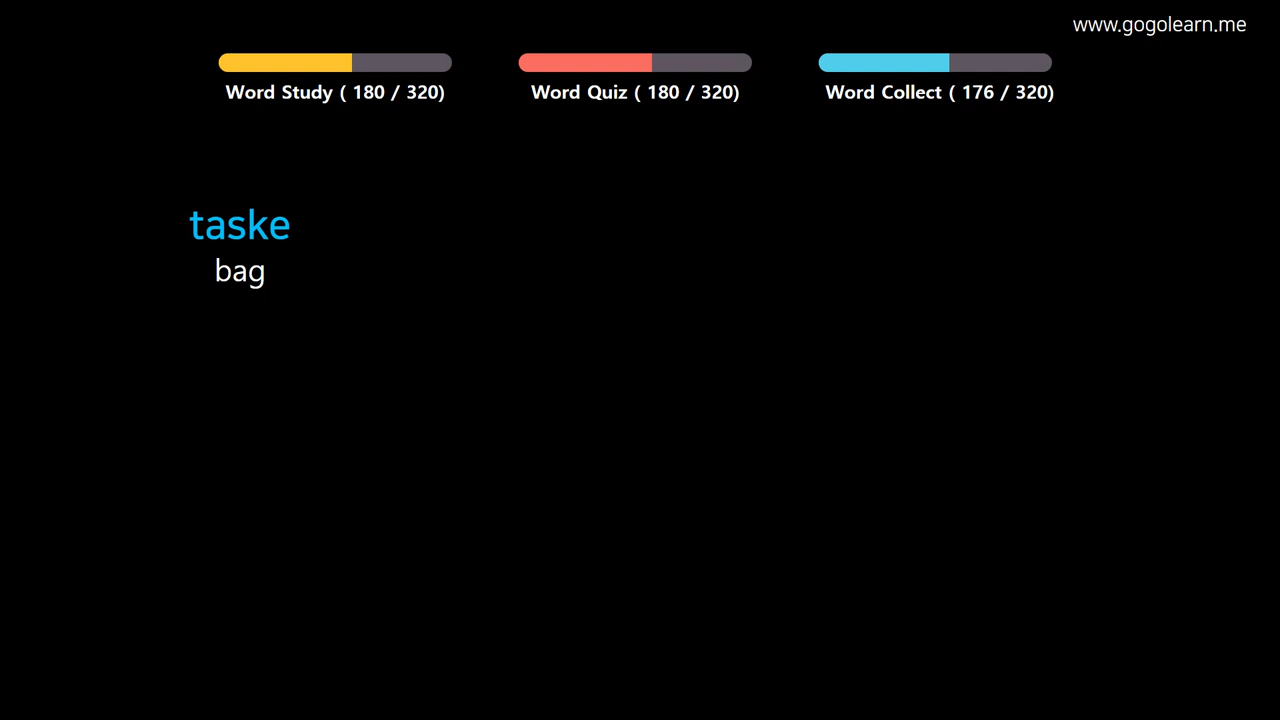 www.gogolearn.me
Word Study ( 180 / 320)
Word Quiz ( 180 / 320)
Word Collect ( 176 / 320)
taske
bag